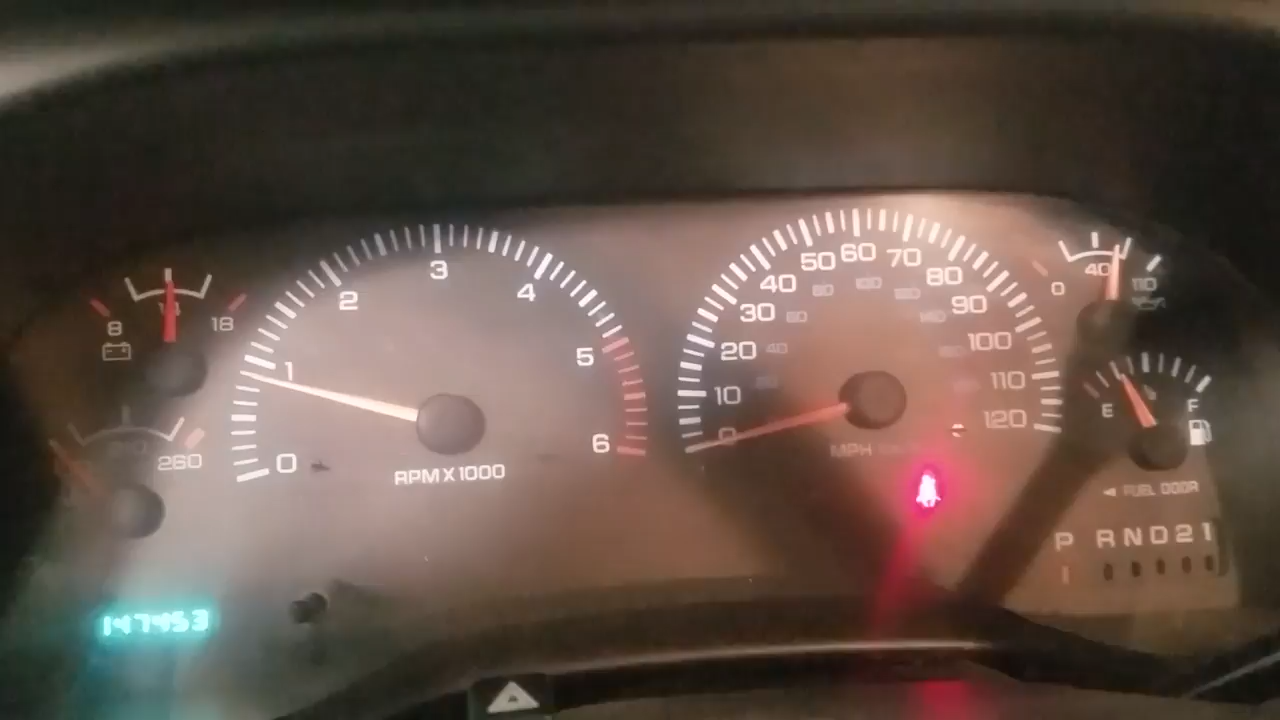 8 14 18
260
0 1 2 3 4 5 6
RPM X 1000
0 10 20 30 40 50 60 70 80 90 100 110 120
MPH
0 40 110
E F
FUEL DOOR
P R N D 2 1
147453